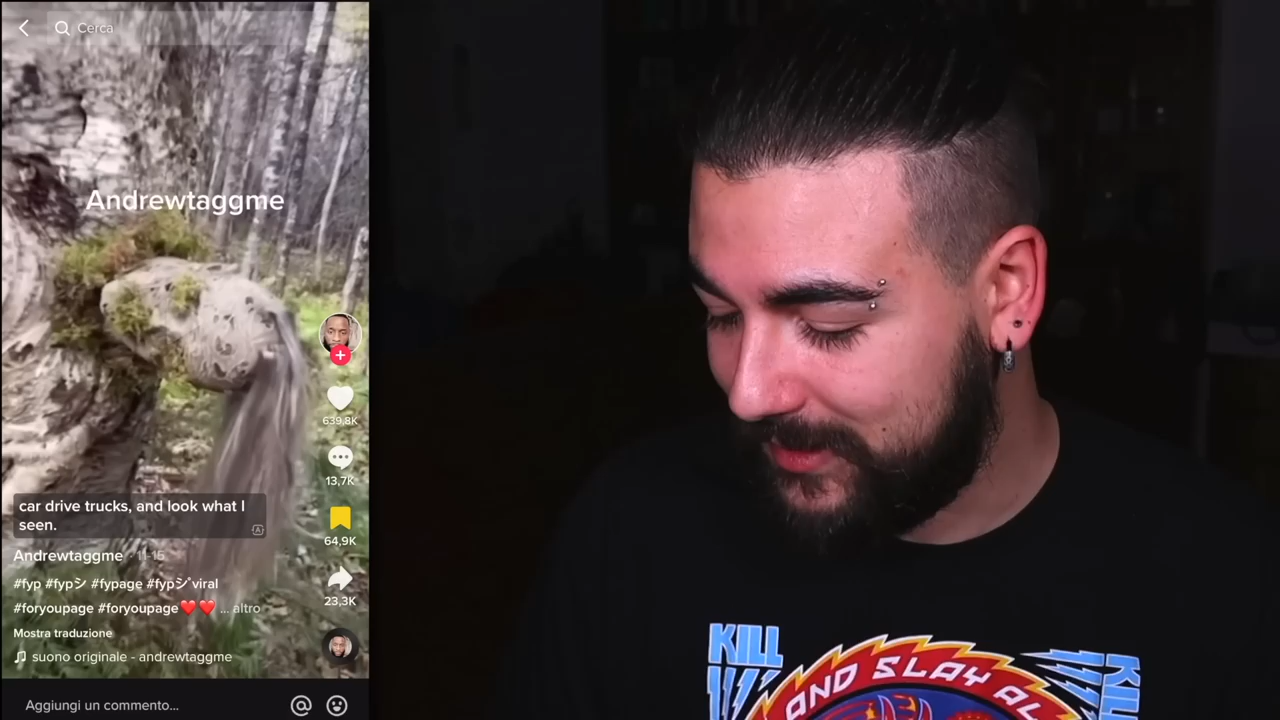 Cerca
Andrewtaggme
639,8K
13,7K
64,9K
23,3K
car drive trucks, and look what I
seen.
Andrewtaggme · 11-15
#fyp #fypシ #fypage #fypシ゚viral
#foryoupage #foryoupage❤️❤️ ... altro
Mostra traduzione
suono originale - andrewtaggme
Aggiungi un commento...
KILL
AND SLAY AL
KIL